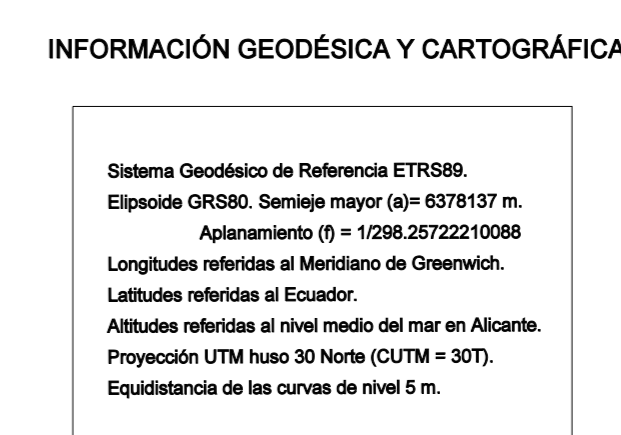 INFORMACIÓN GEODÉSICA Y CARTOGRÁFICA
Sistema Geodésico de Referencia ETRS89.
Elipsoide GRS80. Semieje mayor (a)= 6378137 m.
Aplanamiento (f) = 1/298.25722210088
Longitudes referidas al Meridiano de Greenwich.
Latitudes referidas al Ecuador.
Altitudes referidas al nivel medio del mar en Alicante.
Proyección UTM huso 30 Norte (CUTM = 30T).
Equidistancia de las curvas de nivel 5 m.